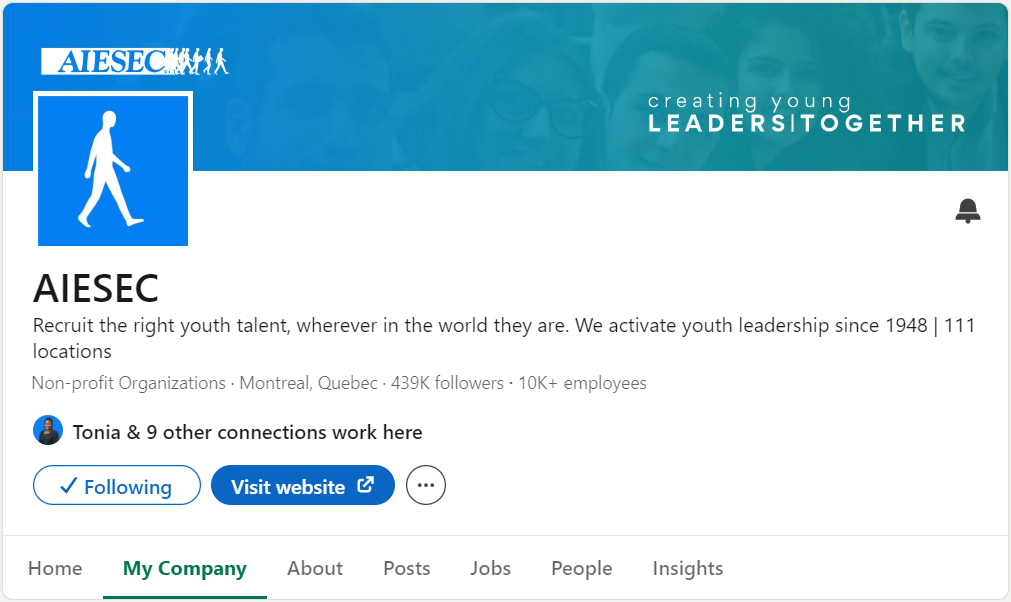 AIESEC
creating young
LEADERS|TOGETHER
AIESEC
Recruit the right youth talent, wherever in the world they are. We activate youth leadership since 1948 | 111
locations
Non-profit Organizations · Montreal, Quebec · 439K followers · 10K+ employees
Tonia & 9 other connections work here
Following
Visit website
Home
My Company
About
Posts
Jobs
People
Insights